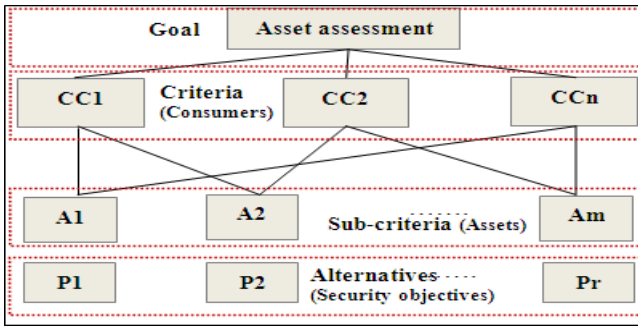 Goal
Asset assessment
CC1
Criteria
(Consumers)
CC2
CCn
A1
A2
Sub-criteria (Assets)
Am
P1
P2
Alternatives
(Security objectives)
Pr